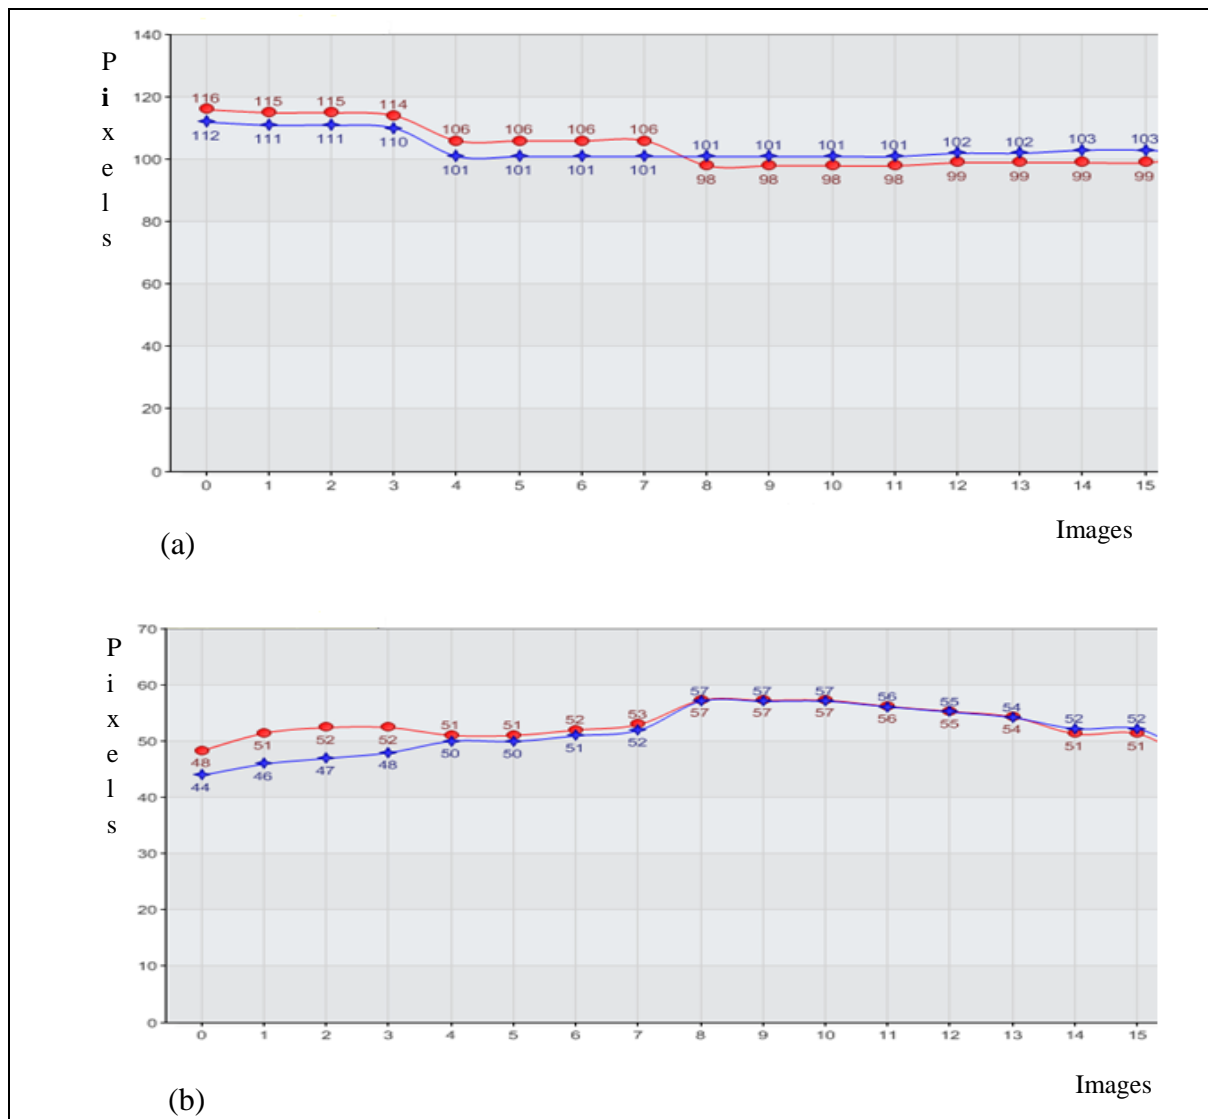 P
i
x
e
l
s
140
120
100
80
60
40
20
0
116 115 115 114 106 106 106 106 101 101 101 101 102 102 103 103
112 111 111 110 101 101 101 101 98 98 98 98 99 99 99 99
0 1 2 3 4 5 6 7 8 9 10 11 12 13 14 15
(a)
Images
P
i
x
e
l
s
70
60
50
40
30
20
10
0
51 51 52 53 57 57 57 56 55 54 52 52
48 51 52 52 57 57 57 56 55 54 51 51
44 46 47 48 50 50 51 52
0 1 2 3 4 5 6 7 8 9 10 11 12 13 14 15
(b)
Images